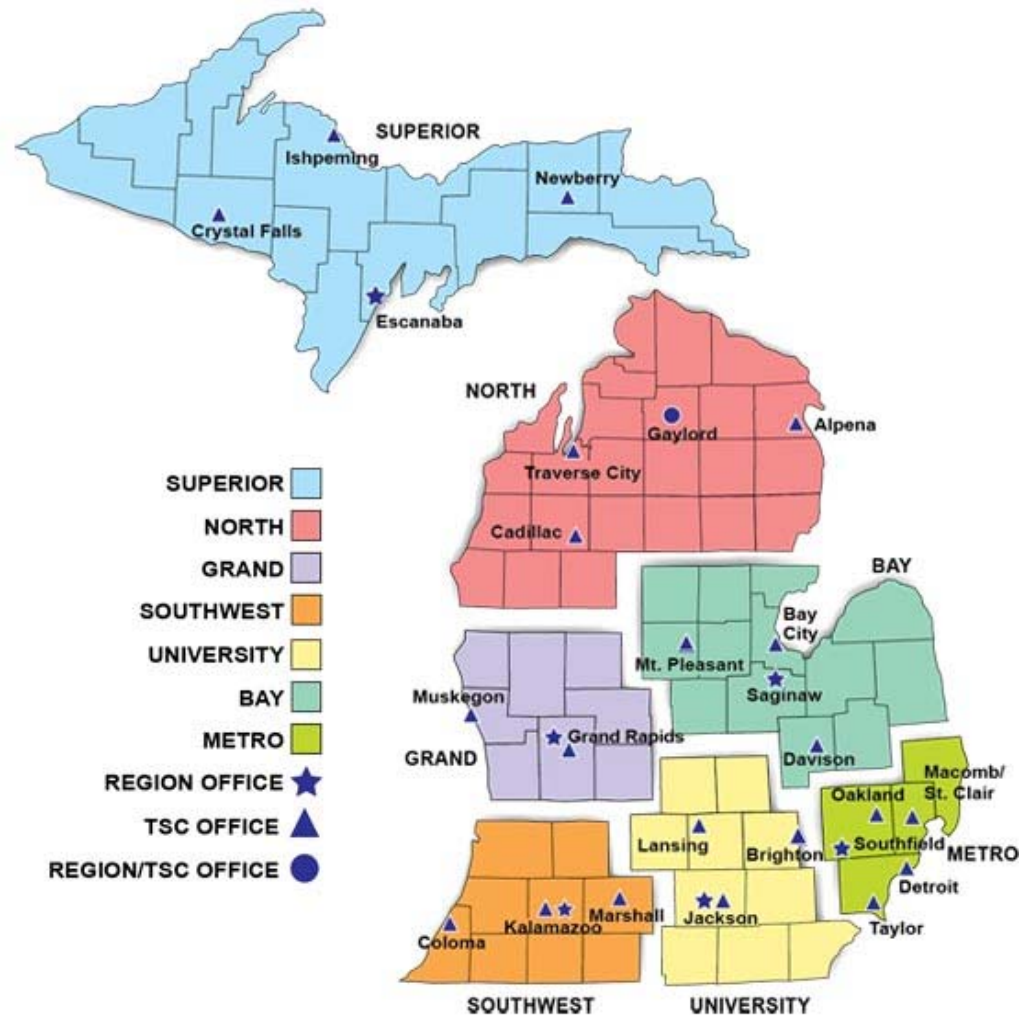 SUPERIOR
Ishpeming
Newberry
Crystal Falls
Escanaba
NORTH
Gaylord
Alpena
Traverse City
Cadillac
SUPERIOR
NORTH
GRAND
SOUTHWEST
UNIVERSITY
BAY
METRO
REGION OFFICE
TSC OFFICE
REGION/TSC OFFICE
BAY
Bay
City
Mt. Pleasant
Saginaw
Davison
Muskegon
Grand Rapids
GRAND
Macomb/
St. Clair
Oakland
Southfield
METRO
Detroit
Taylor
Lansing
Brighton
Jackson
Marshall
Kalamazoo
Coloma
SOUTHWEST
UNIVERSITY